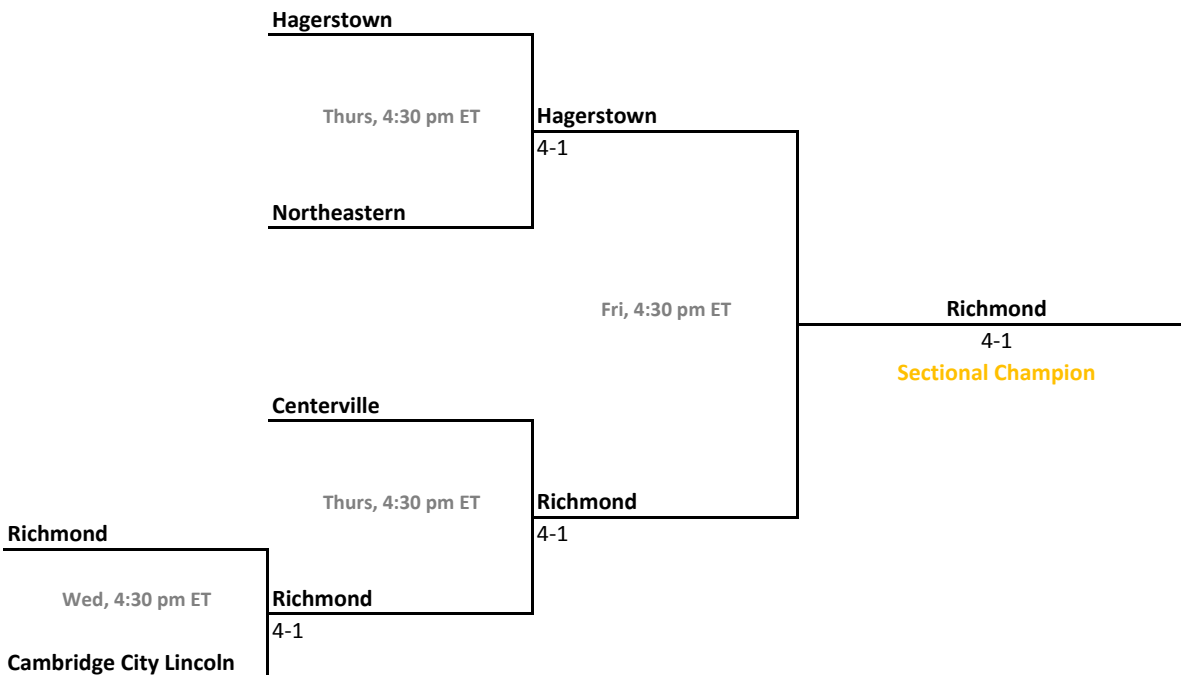 Hagerstown
Thurs, 4:30 pm ET
Hagerstown
4-1
Northeastern
Fri, 4:30 pm ET
Richmond
4-1
Sectional Champion
Centerville
Thurs, 4:30 pm ET
Richmond
4-1
Richmond
Wed, 4:30 pm ET
Richmond
4-1
Cambridge City Lincoln